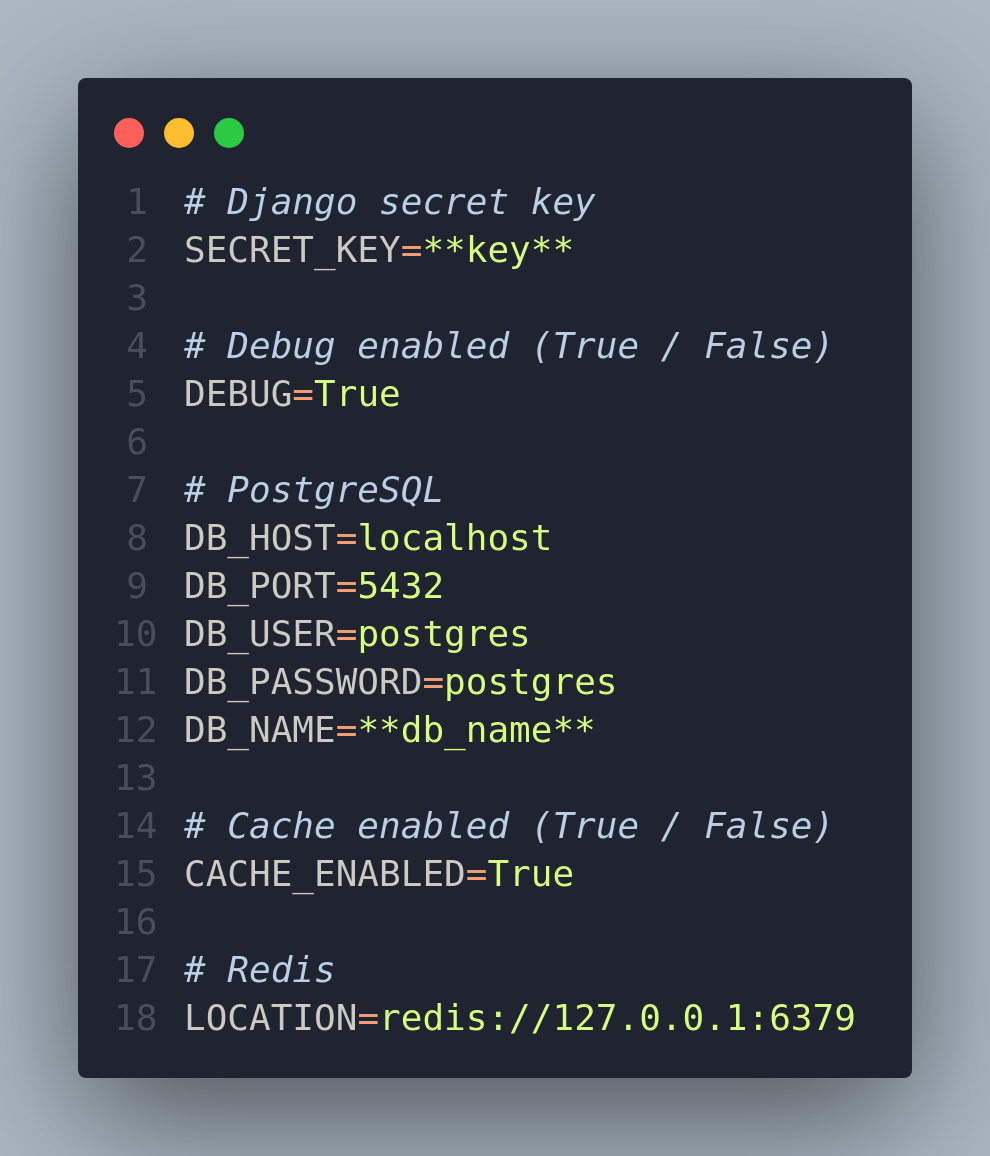 1 # Django secret key
2 SECRET_KEY=**key**
3
4 # Debug enabled (True / False)
5 DEBUG=True
6
7 # PostgreSQL
8 DB_HOST=localhost
9 DB_PORT=5432
10 DB_USER=postgres
11 DB_PASSWORD=postgres
12 DB_NAME=**db_name**
13
14 # Cache enabled (True / False)
15 CACHE_ENABLED=True
16
17 # Redis
18 LOCATION=redis://127.0.0.1:6379